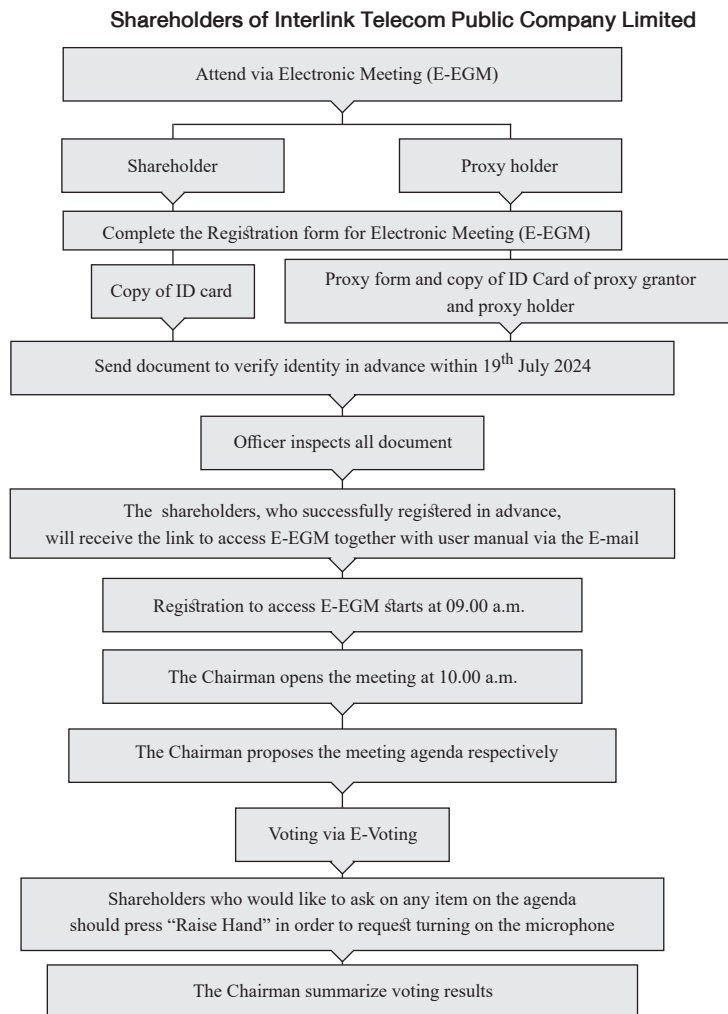 Shareholders of Interlink Telecom Public Company Limited
Attend via Electronic Meeting (E-EGM)
Shareholder
Proxy holder
Complete the Registration form for Electronic Meeting (E-EGM)
Copy of ID card
Proxy form and copy of ID Card of proxy grantor
and proxy holder
Send document to verify identity in advance within 19th July 2024
Officer inspects all document
The shareholders, who successfully registered in advance,
will receive the link to access E-EGM together with user manual via the E-mail
Registration to access E-EGM starts at 09.00 a.m.
The Chairman opens the meeting at 10.00 a.m.
The Chairman proposes the meeting agenda respectively
Voting via E-Voting
Shareholders who would like to ask on any item on the agenda
should press “Raise Hand” in order to request turning on the microphone
The Chairman summarize voting results